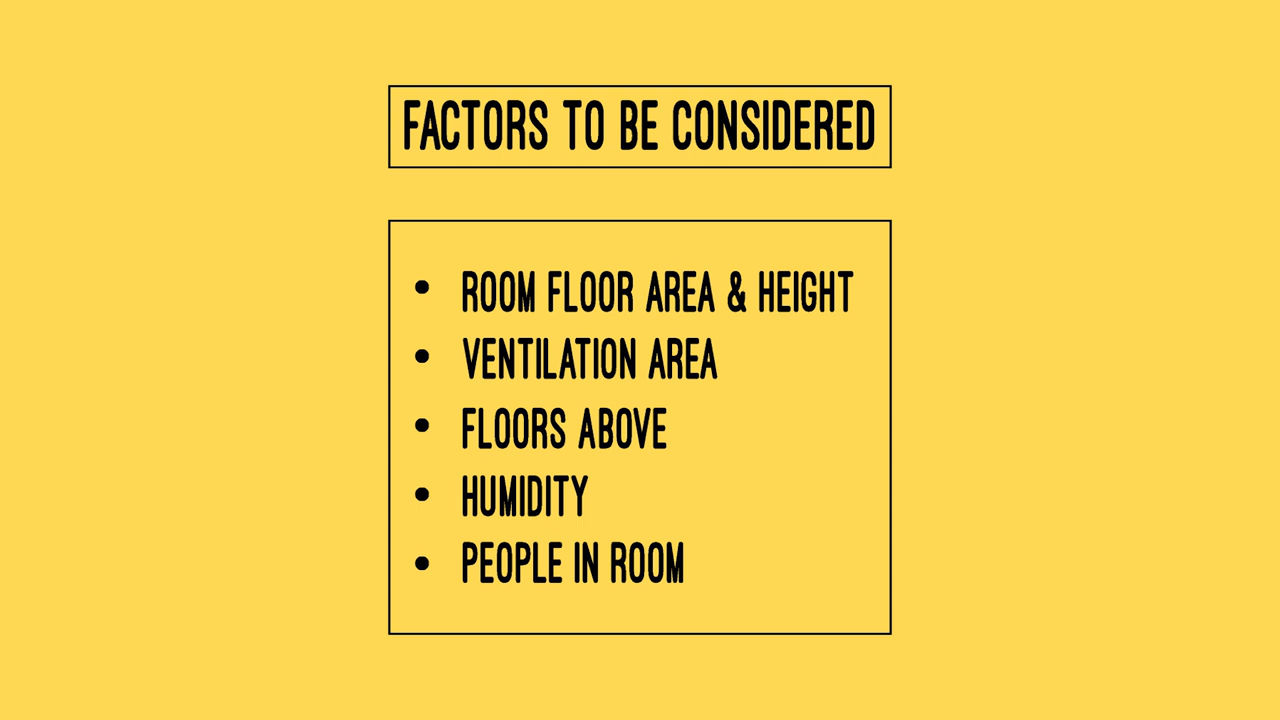 FACTORS TO BE CONSIDERED
• ROOM FLOOR AREA & HEIGHT
• VENTILATION AREA
• FLOORS ABOVE
• HUMIDITY
• PEOPLE IN ROOM